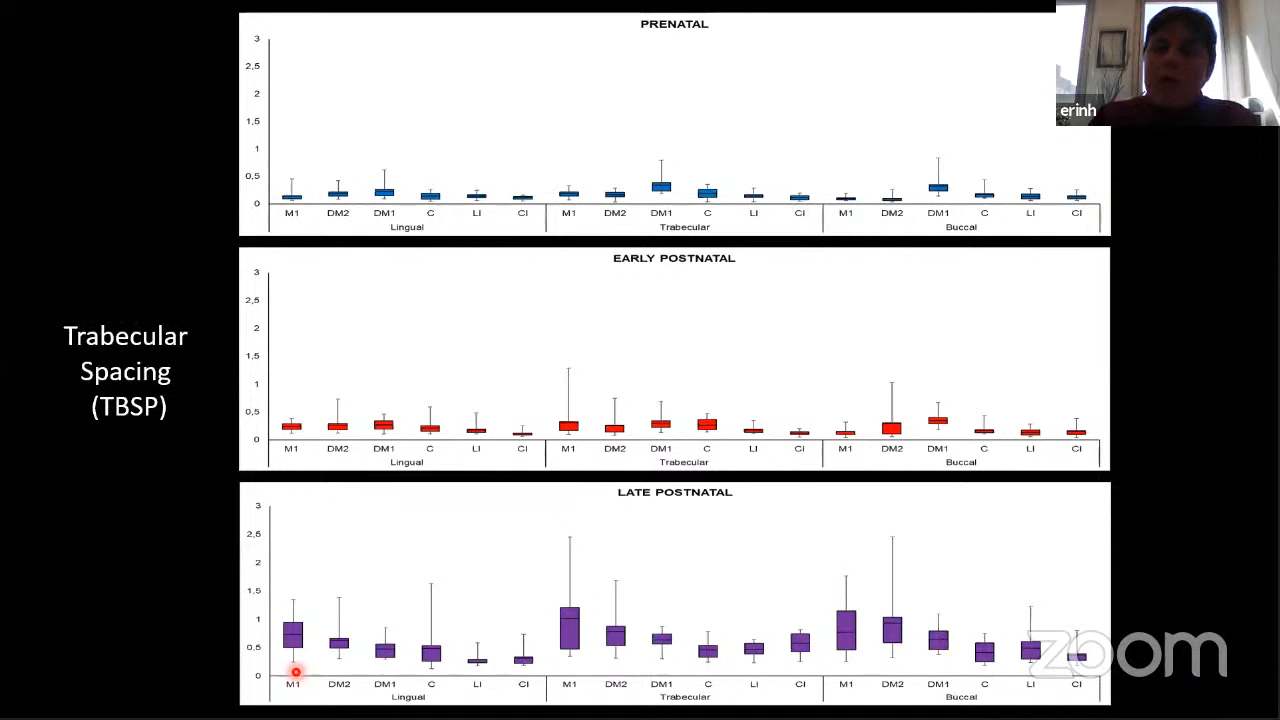 PRENATAL
3
2,5
2
1,5
1
0,5
0
M1 DM2 DM1 C LI CI M1 DM2 DM1 C LI CI M1 DM2 DM1 C LI CI
Lingual Trabecular Buccal
erinh
EARLY POSTNATAL
3
2,5
2
1,5
1
0,5
0
M1 DM2 DM1 C LI CI M1 DM2 DM1 C LI CI M1 DM2 DM1 C LI CI
Lingual Trabecular Buccal
Trabecular
Spacing
(TBSP)
LATE POSTNATAL
3
2,5
2
1,5
1
0,5
0
M1 DM2 DM1 C LI CI M1 DM2 DM1 C LI CI M1 DM2 DM1 C LI CI
Lingual Trabecular Buccal
zoom